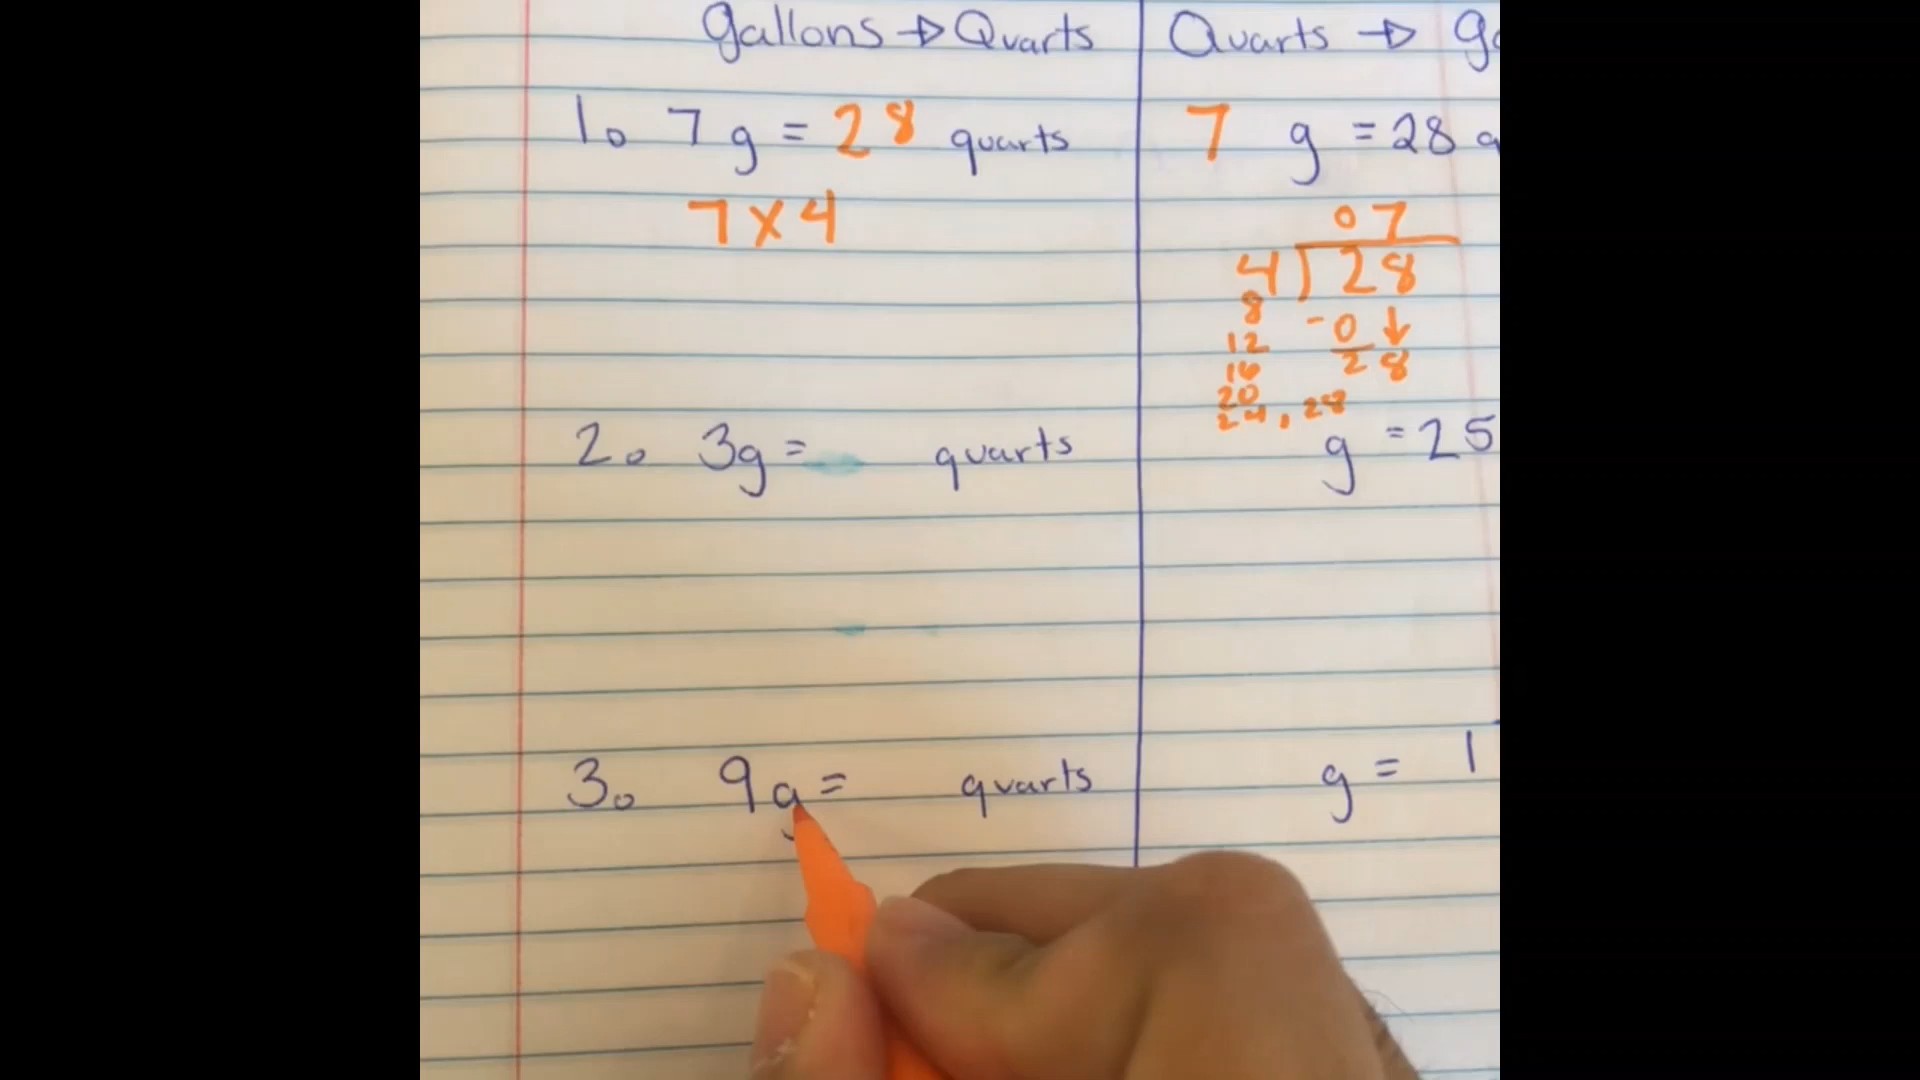 gallons → Quarts
1. 7g = 28 quarts
7 x 4
2. 3g = quarts
3. 9g = quarts
Quarts →
7 g = 28
07
4)28
8 -0↓
12 28
16
20
24, 28
g = 25
g = 1